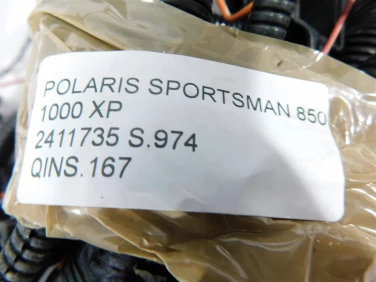 POLARIS SPORTSMAN 850
1000 XP
2411735 S.974
QINS.167